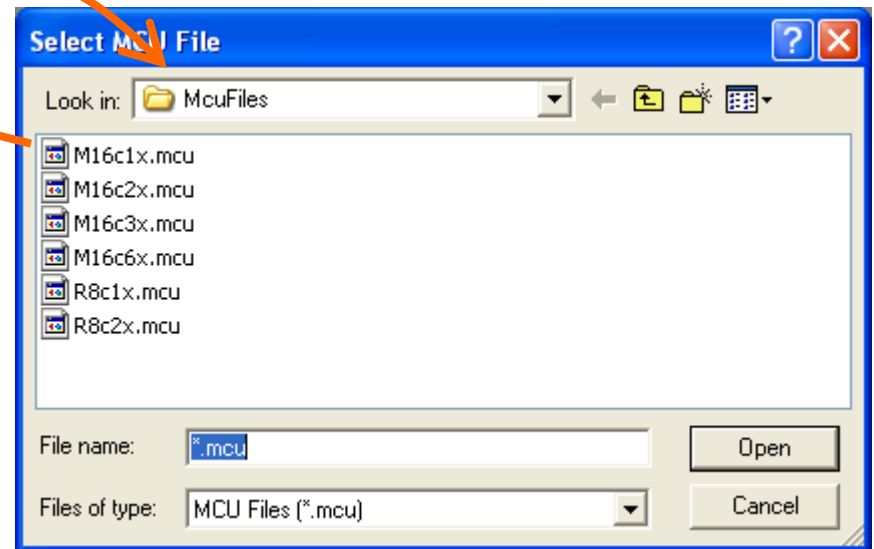 Select MCU File
Look in: McuFiles
M16c1x.mcu
M16c2x.mcu
M16c3x.mcu
M16c6x.mcu
R8c1x.mcu
R8c2x.mcu
File name: *.mcu Open
Files of type: MCU Files (*.mcu) Cancel